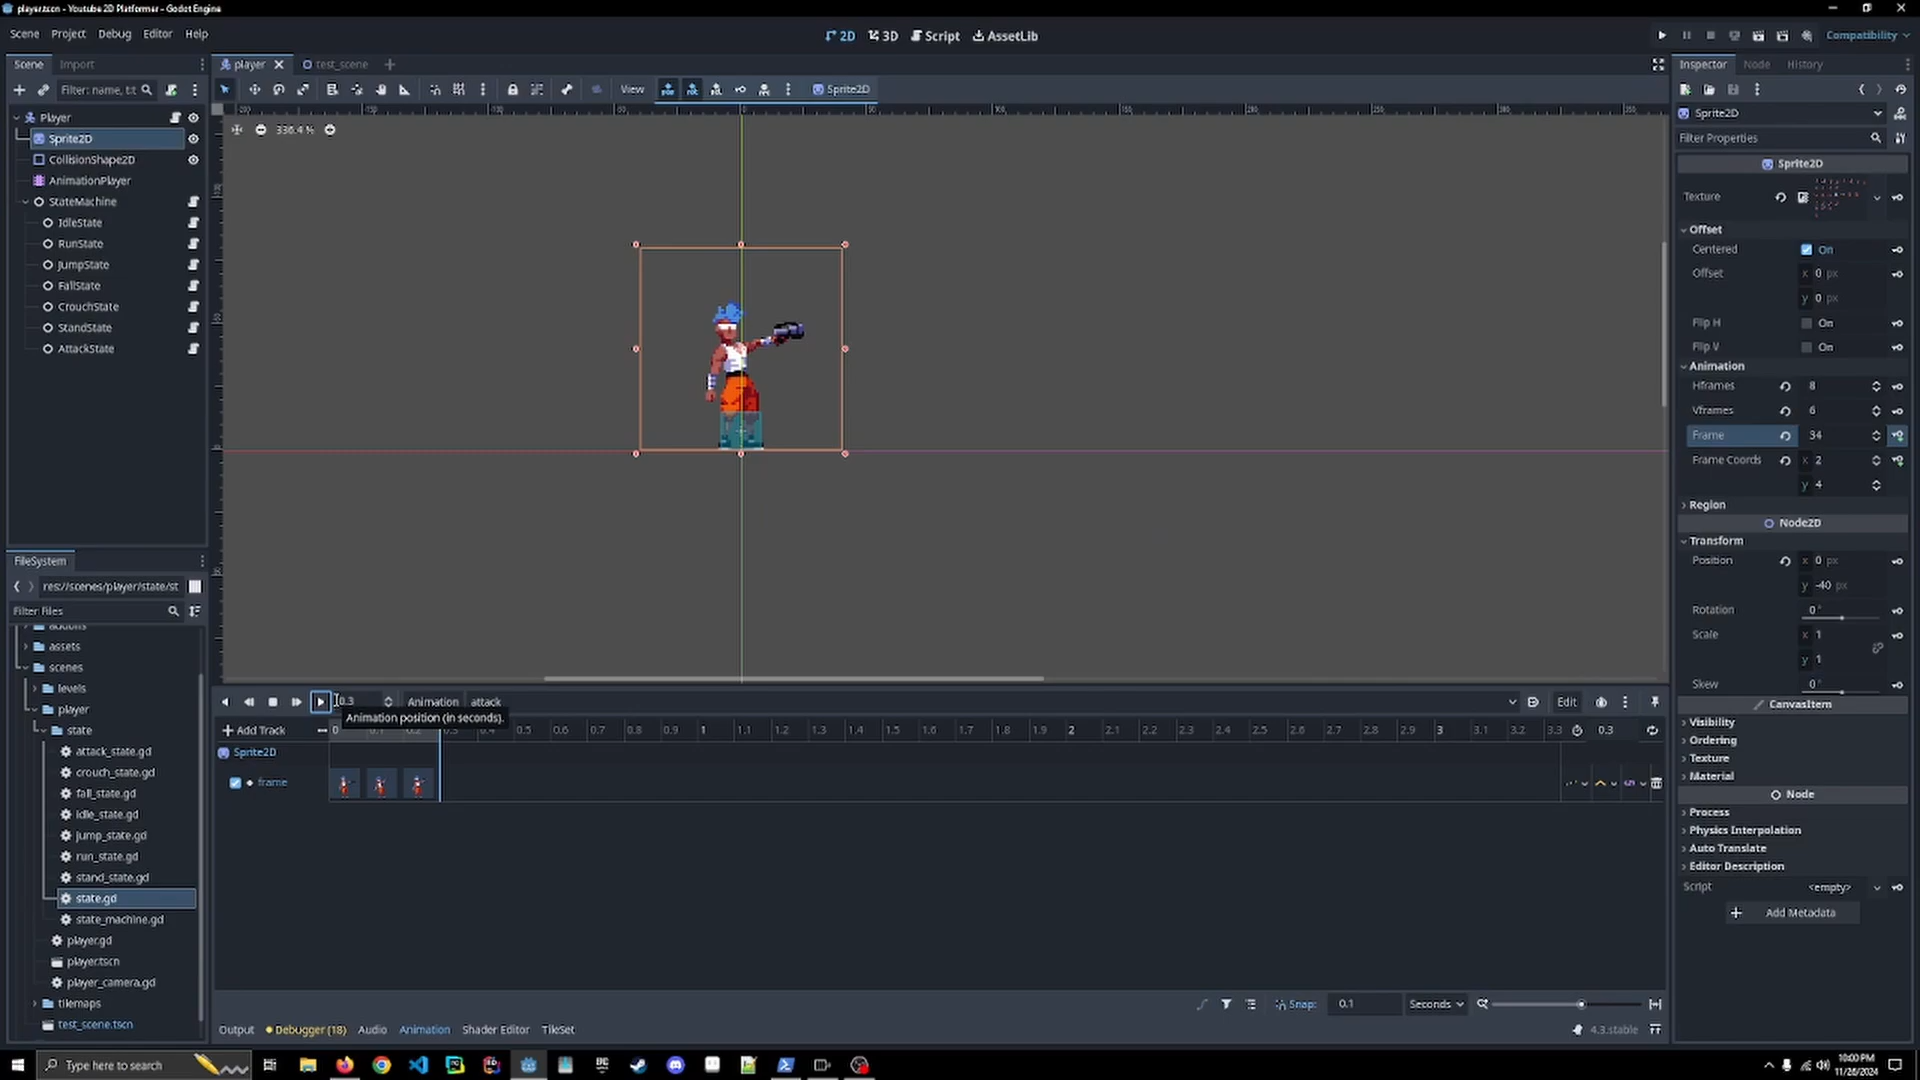 player.tscn - Youtube 2D Platformer - Godot Engine
Scene Project Debug Editor Help
2D 3D Script AssetLib
Compatibility
Scene Import
player test_scene
Inspector Node History
Filter: name, t:t
View
Sprite2D
Player
Sprite2D
CollisionShape2D
AnimationPlayer
StateMachine
IdleState
RunState
JumpState
FallState
CrouchState
StandState
AttackState
336.4 %
Sprite2D
Filter Properties
Sprite2D
Texture
Offset
Centered On
Offset x 0 px
y 0 px
Flip H On
Flip V On
Animation
Hframes 8
Vframes 6
Frame 34
Frame Coords x 2
y 4
Region
Node2D
Transform
Position x 0 px
y -40 px
Rotation 0 °
Scale x 1
y 1
Skew 0 °
CanvasItem
Visibility
Ordering
Texture
Material
Node
Process
Physics Interpolation
Auto Translate
Editor Description
Script <empty>
Add Metadata
FileSystem
res://scenes/player/state/st
Filter Files
addons
assets
scenes
levels
player
state
attack_state.gd
crouch_state.gd
fall_state.gd
idle_state.gd
jump_state.gd
run_state.gd
stand_state.gd
state.gd
state_machine.gd
player.gd
player.tscn
player_camera.gd
tilemaps
test_scene.tscn
0.3 Animation attack Edit
Animation position (in seconds).
Add Track 0 0.1 0.2 0.3 0.4 0.5 0.6 0.7 0.8 0.9 1 1.1 1.2 1.3 1.4 1.5 1.6 1.7 1.8 1.9 2 2.1 2.2 2.3 2.4 2.5 2.6 2.7 2.8 2.9 3 3.1 3.2 3.3 0.3
Sprite2D
frame
Snap: 0.1 Seconds
Output Debugger (18) Audio Animation Shader Editor TileSet
4.3.stable
Type here to search
10:00 PM
11/26/2024